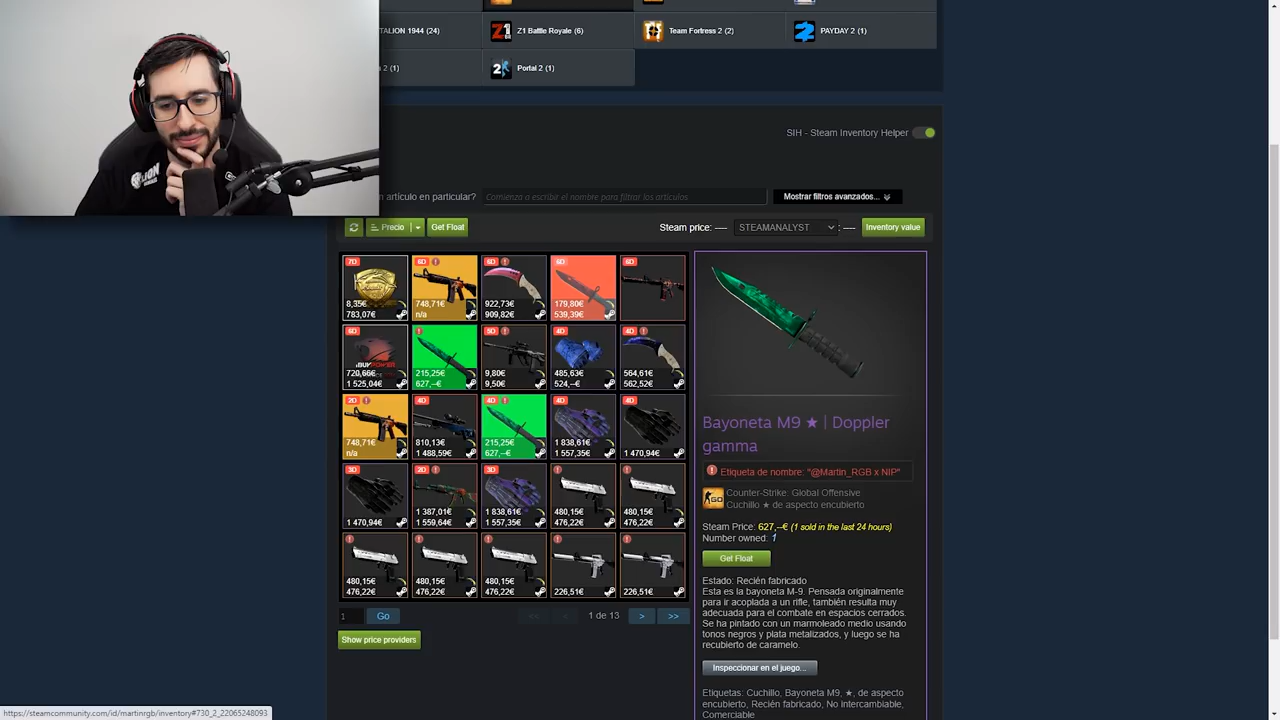 TALION 1944 (24)
Z1 Battle Royale (6)
Team Fortress 2 (2)
PAYDAY 2 (1)
2 (1)
Portal 2 (1)
SIH - Steam Inventory Helper
n artículo en particular?
Comienza a escribir el nombre para filtrar los artículos
Mostrar filtros avanzados...
Precio
Get Float
Steam price: ----
STEAMANALYST
: ----
Inventory value
7D
8,35€
783,07€
6D
748,71€
n/a
6D
922,73€
909,82€
6D
179,80€
539,39€
6D
6D
720,66€
1 525,04€
215,25€
627,--€
5D
9,80€
9,50€
4D
485,63€
524,--€
4D
564,61€
562,52€
2D
748,71€
n/a
4D
810,13€
1 488,59€
4D
215,25€
627,--€
4D
1 838,61€
1 557,35€
4D
1 470,94€
3D
1 470,94€
2D
1 387,01€
1 559,64€
3D
1 838,61€
1 557,35€
480,15€
476,22€
480,15€
476,22€
480,15€
476,22€
480,15€
476,22€
480,15€
476,22€
226,51€
226,51€
1
Go
<<
<
1 de 13
>
>>
Show price providers
Bayoneta M9 ★ | Doppler
gamma
Etiqueta de nombre: "@Martin_RGB x NIP"
Counter-Strike: Global Offensive
Cuchillo ★ de aspecto encubierto
Steam Price: 627,--€ (1 sold in the last 24 hours)
Number owned: 1
Get Float
Estado: Recién fabricado
Esta es la bayoneta M-9. Pensada originalmente
para ir acoplada a un rifle, también resulta muy
adecuada para el combate en espacios cerrados.
Se ha pintado con un marmoleado medio usando
tonos negros y plata metalizados, y luego se ha
recubierto de caramelo.
Inspeccionar en el juego...
Etiquetas: Cuchillo, Bayoneta M9, ★, de aspecto
encubierto, Recién fabricado, No intercambiable,
Comerciable
https://steamcommunity.com/id/martinrgb/inventory#730_2_22065248093